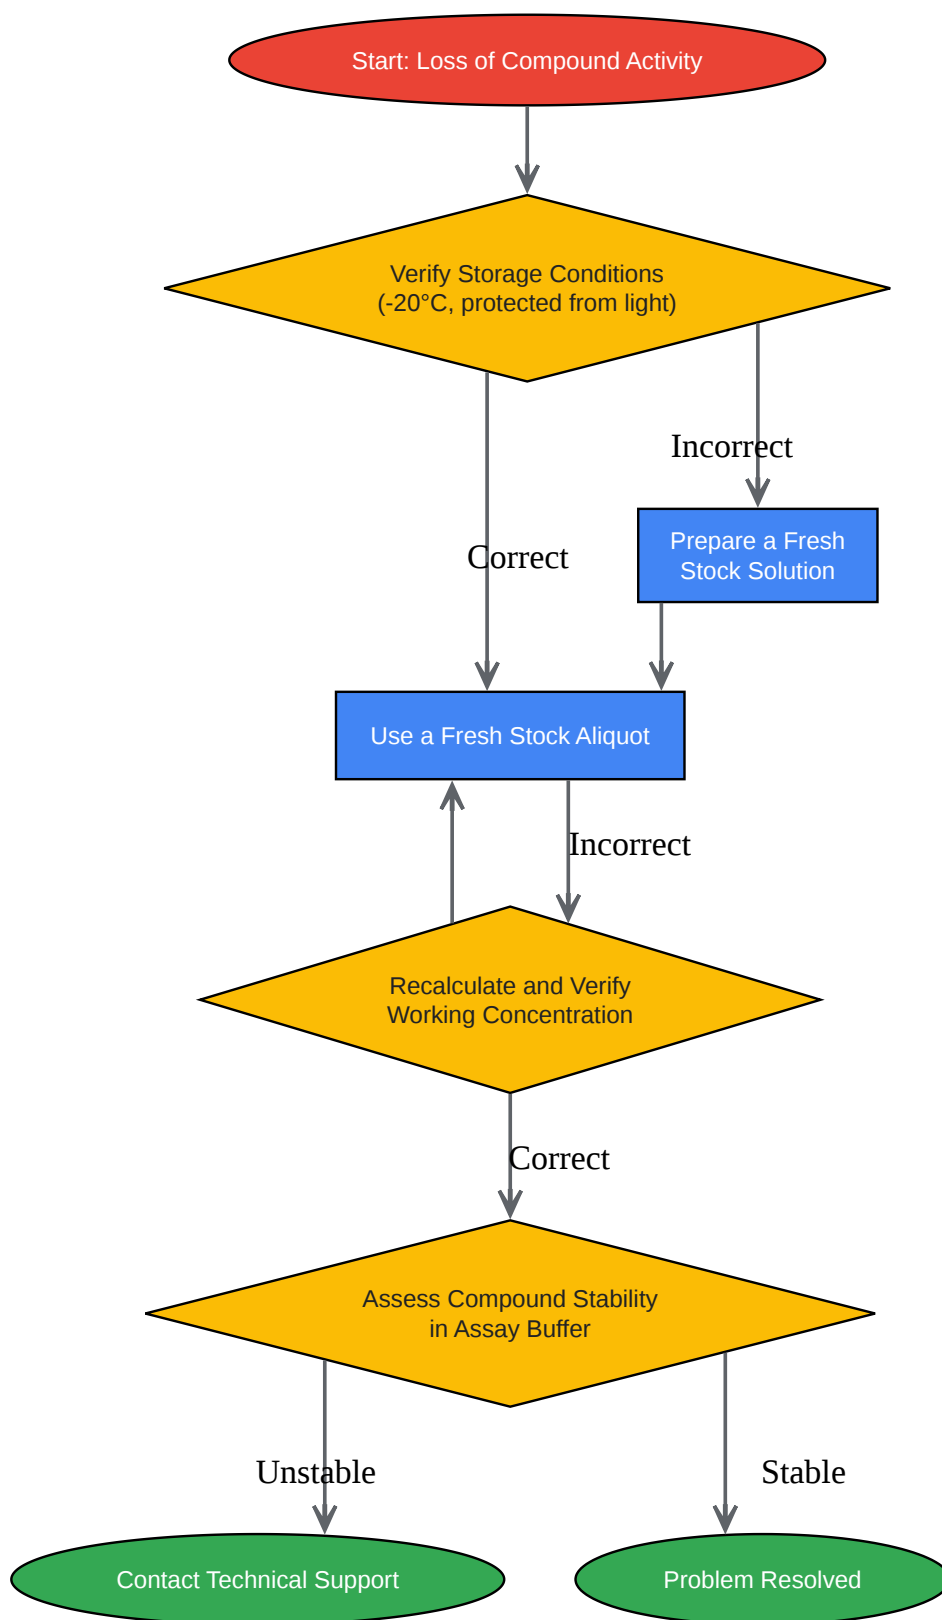 Start: Loss of Compound Activity
Verify Storage Conditions
(-20°C, protected from light)
Incorrect
Prepare a Fresh
Stock Solution
Correct
Use a Fresh Stock Aliquot
Incorrect
Recalculate and Verify
Working Concentration
Correct
Assess Compound Stability
in Assay Buffer
Unstable
Stable
Contact Technical Support
Problem Resolved